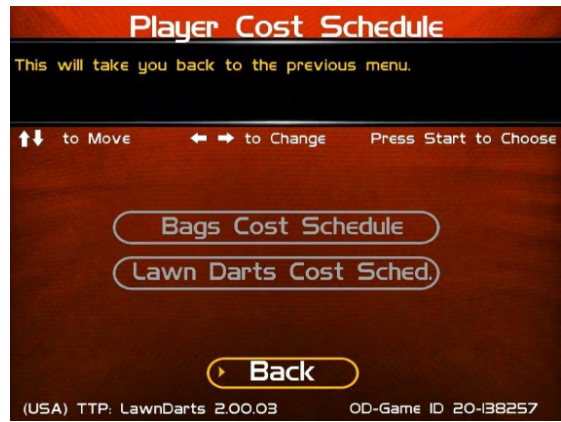 Player Cost Schedule
This will take you back to the previous menu.
to Move to Change Press Start to Choose
Bags Cost Schedule
Lawn Darts Cost Sched.
Back
(USA) TTP: LawnDarts 2.00.03 OD-Game ID 20-138257